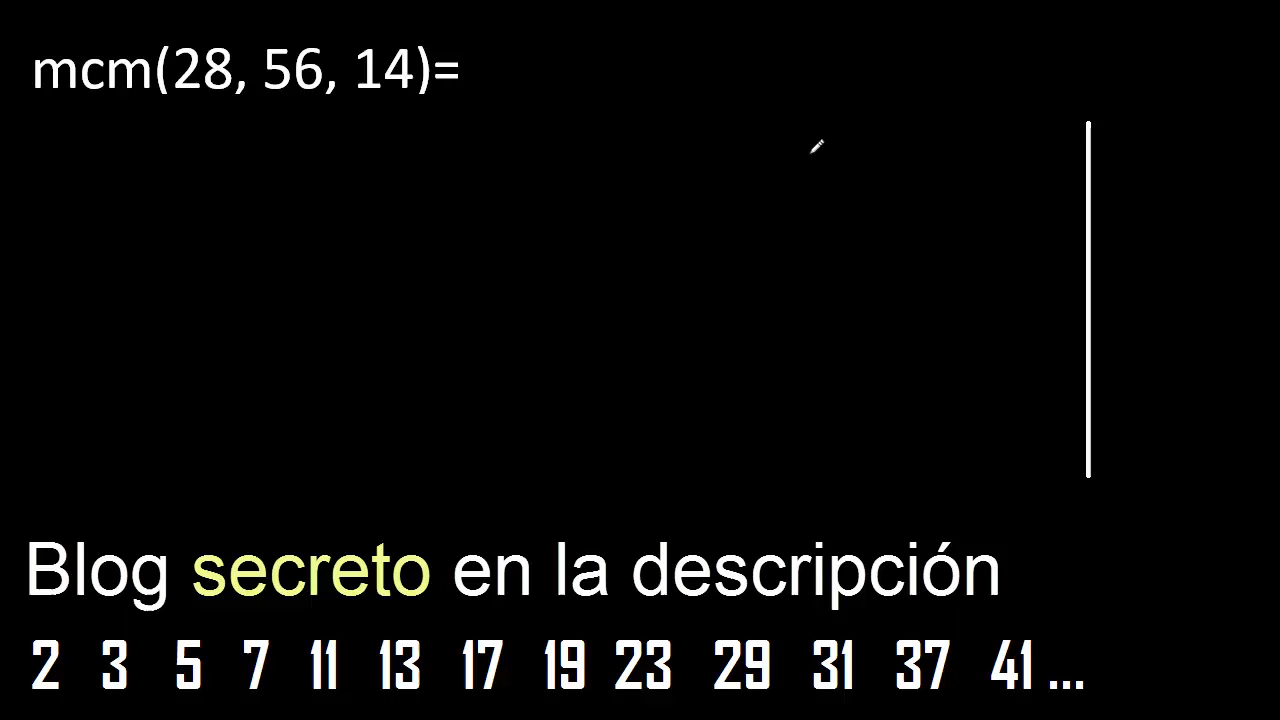 mcm(28, 56, 14)=
Blog secreto en la descripción
2 3 5 7 11 13 17 19 23 29 31 37 41 ...